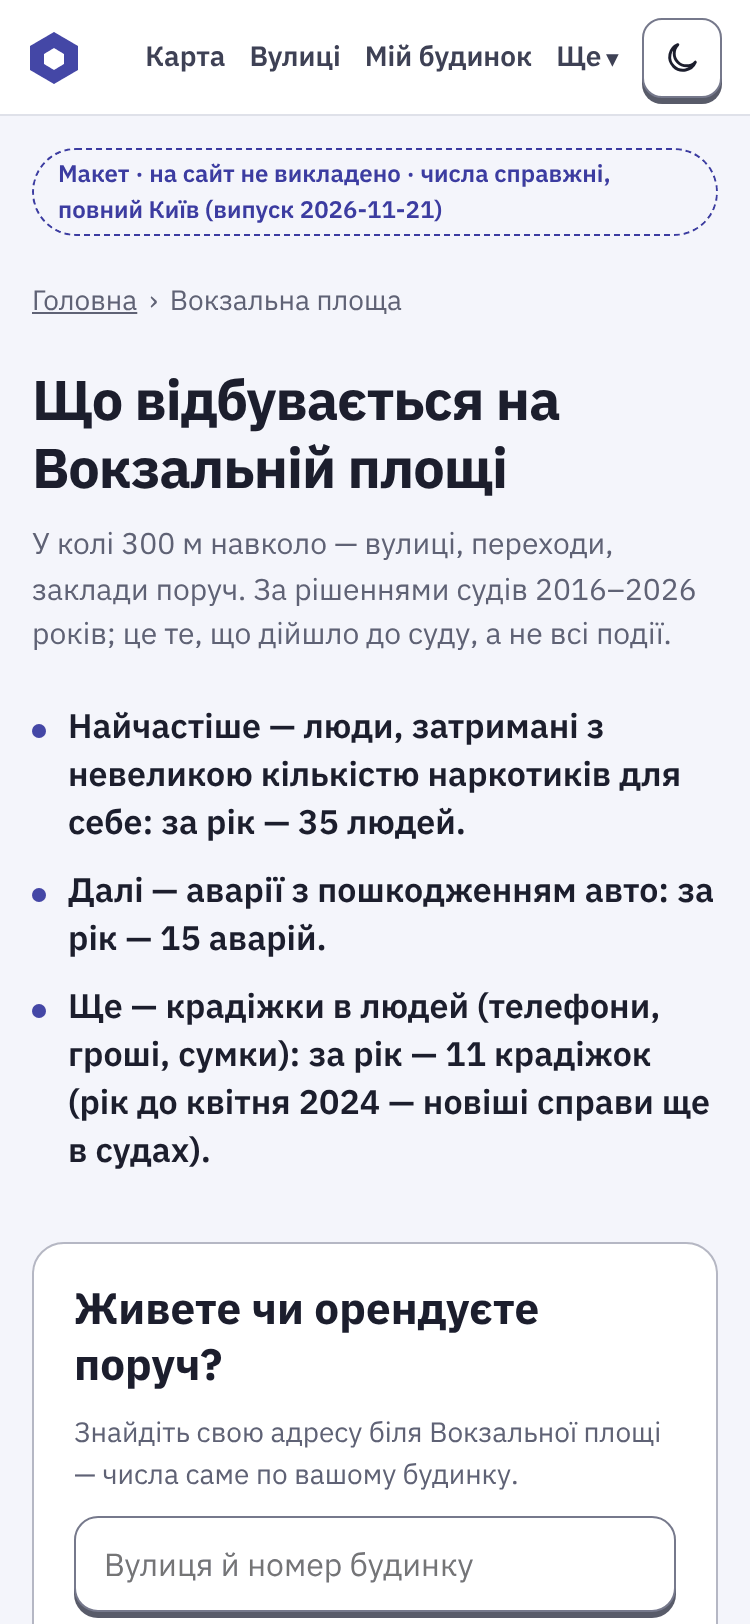 Карта Вулиці Мій будинок Ще ▾
Макет · на сайт не викладено · числа справжні,
повний Київ (випуск 2026-11-21)
Головна › Вокзальна площа
Що відбувається на
Вокзальній площі
У колі 300 м навколо — вулиці, переходи,
заклади поруч. За рішеннями судів 2016–2026
років; це те, що дійшло до суду, а не всі події.
Найчастіше — люди, затримані з
невеликою кількістю наркотиків для
себе: за рік — 35 людей.
Далі — аварії з пошкодженням авто: за
рік — 15 аварій.
Ще — крадіжки в людей (телефони,
гроші, сумки): за рік — 11 крадіжок
(рік до квітня 2024 — новіші справи ще
в судах).
Живете чи орендуєте
поруч?
Знайдіть свою адресу біля Вокзальної площі
— числа саме по вашому будинку.
Вулиця й номер будинку